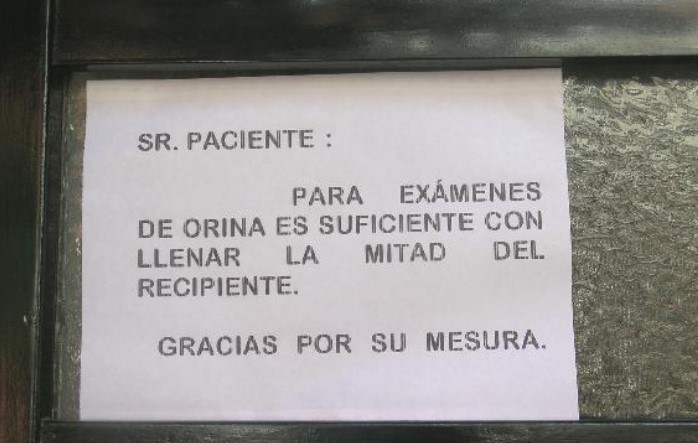 SR. PACIENTE :
PARA EXÁMENES
DE ORINA ES SUFICIENTE CON
LLENAR LA MITAD DEL
RECIPIENTE.
GRACIAS POR SU MESURA.